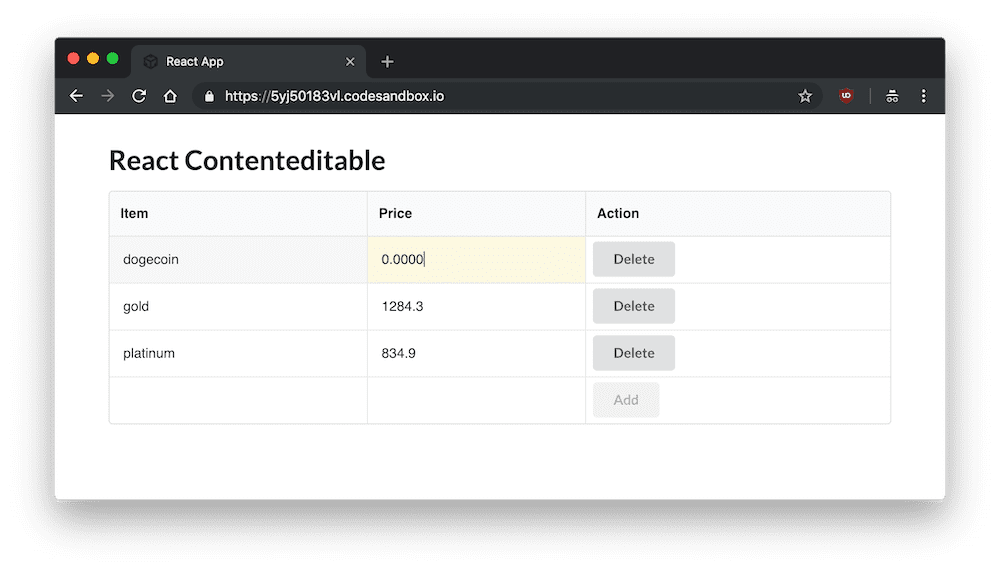 React App
https://5yj50183vl.codesandbox.io
React Contenteditable
Item Price Action
dogecoin 0.0000 Delete
gold 1284.3 Delete
platinum 834.9 Delete
Add